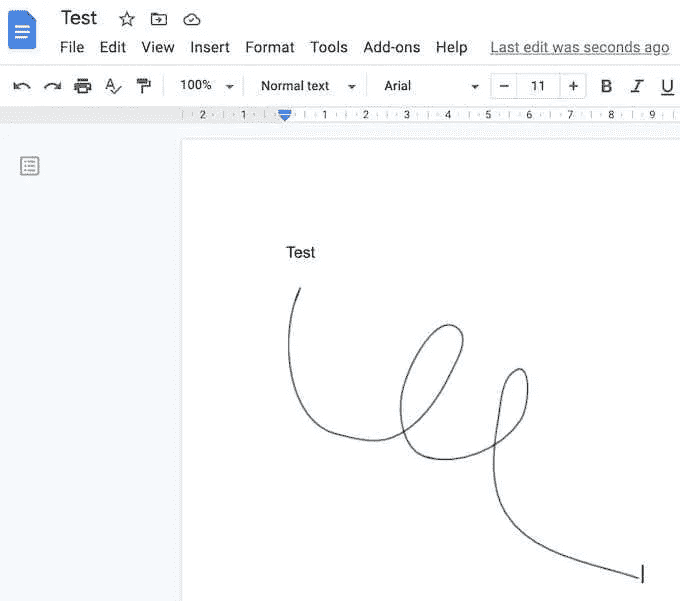 Test
File Edit View Insert Format Tools Add-ons Help Last edit was seconds ago
100% Normal text Arial − 11 + B I U
2 1 1 2 3 4 5 6 7 8 9
Test